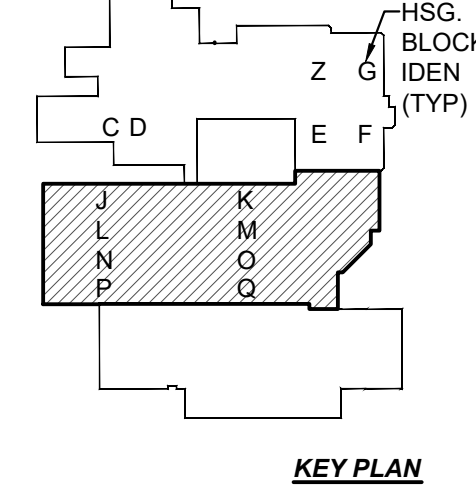 HSG.
BLOCK
IDEN
(TYP)
Z G
C D E F
J K
L M
N O
P Q
KEY PLAN